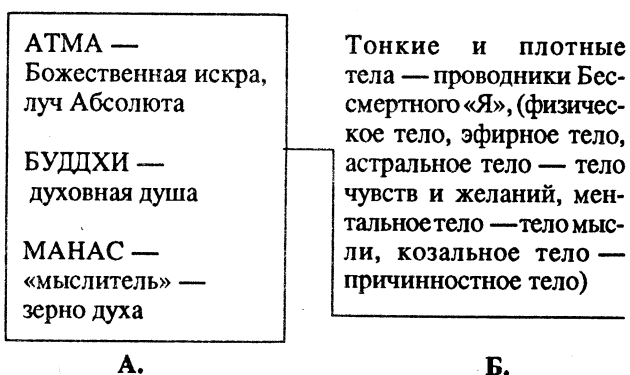 АТМА —
Божественная искра,
луч Абсолюта
БУДДХИ —
духовная душа
МАНАС —
«мыслитель» —
зерно духа
А.
Тонкие и плотные
тела — проводники Бес-
смертного «Я», (физичес-
кое тело, эфирное тело,
астральное тело — тело
чувств и желаний, мен-
тальное тело — тело мыс-
ли, козальное тело —
причинностное тело)
Б.